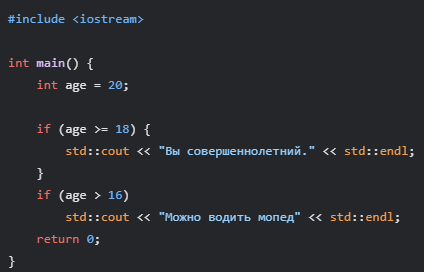 #include <iostream>
int main() {
    int age = 20;
    if (age >= 18) {
        std::cout << "Вы совершеннолетний." << std::endl;
    }
    if (age > 16)
        std::cout << "Можно водить мопед" << std::endl;
    return 0;
}